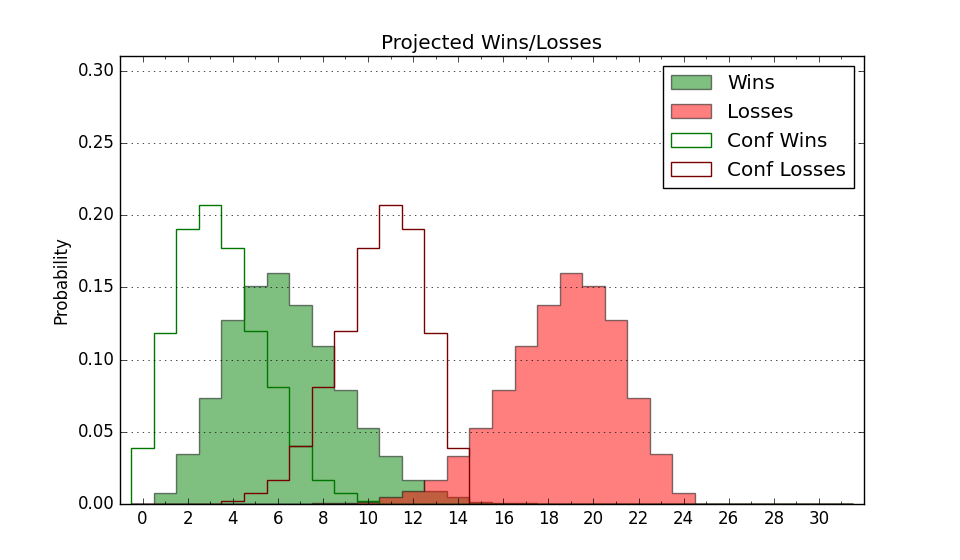 Projected Wins/Losses
Wins
Losses
Conf Wins
Conf Losses
Probability
0.30
0.25
0.20
0.15
0.10
0.05
0.00
0 2 4 6 8 10 12 14 16 18 20 22 24 26 28 30